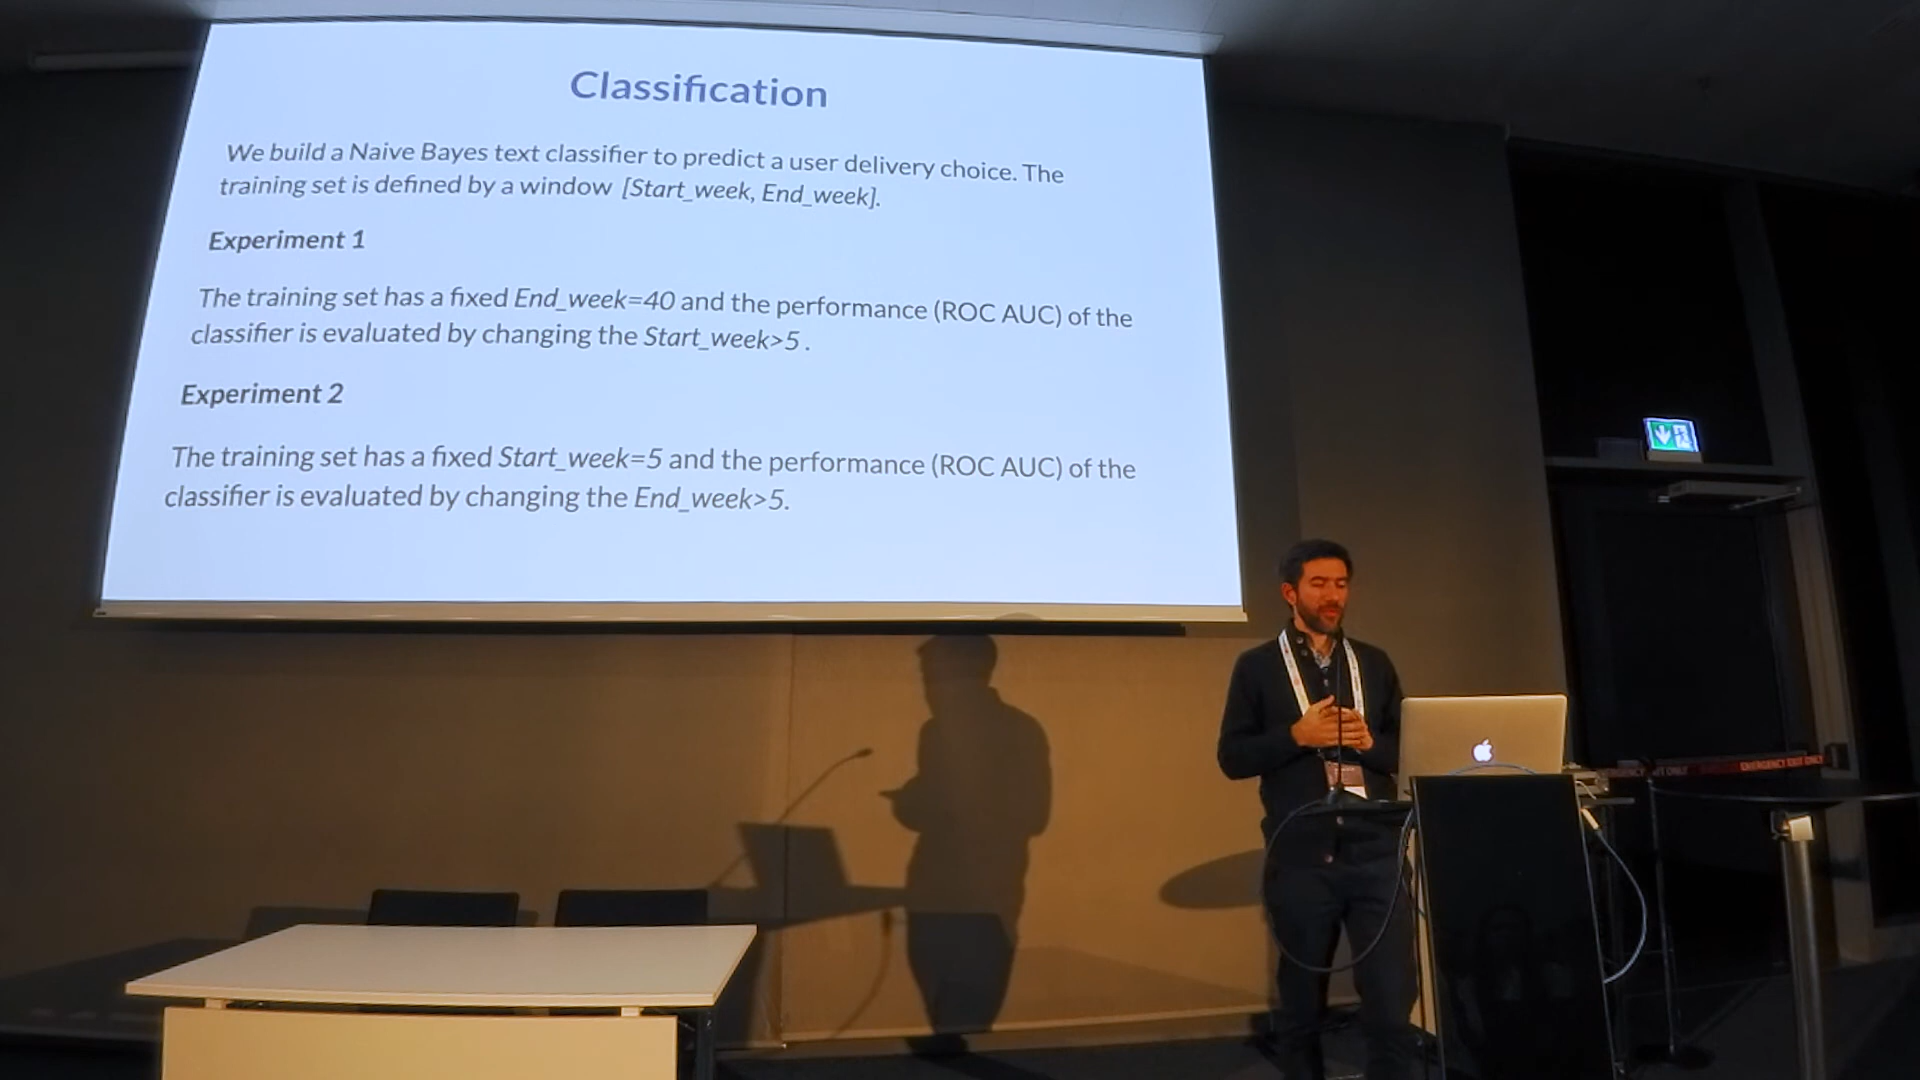 Classification
We build a Naive Bayes text classifier to predict a user delivery choice. The
training set is defined by a window [Start_week, End_week].
Experiment 1
The training set has a fixed End_week=40 and the performance (ROC AUC) of the
classifier is evaluated by changing the Start_week>5 .
Experiment 2
The training set has a fixed Start_week=5 and the performance (ROC AUC) of the
classifier is evaluated by changing the End_week>5.
EMERGENCY EXIT ONLY